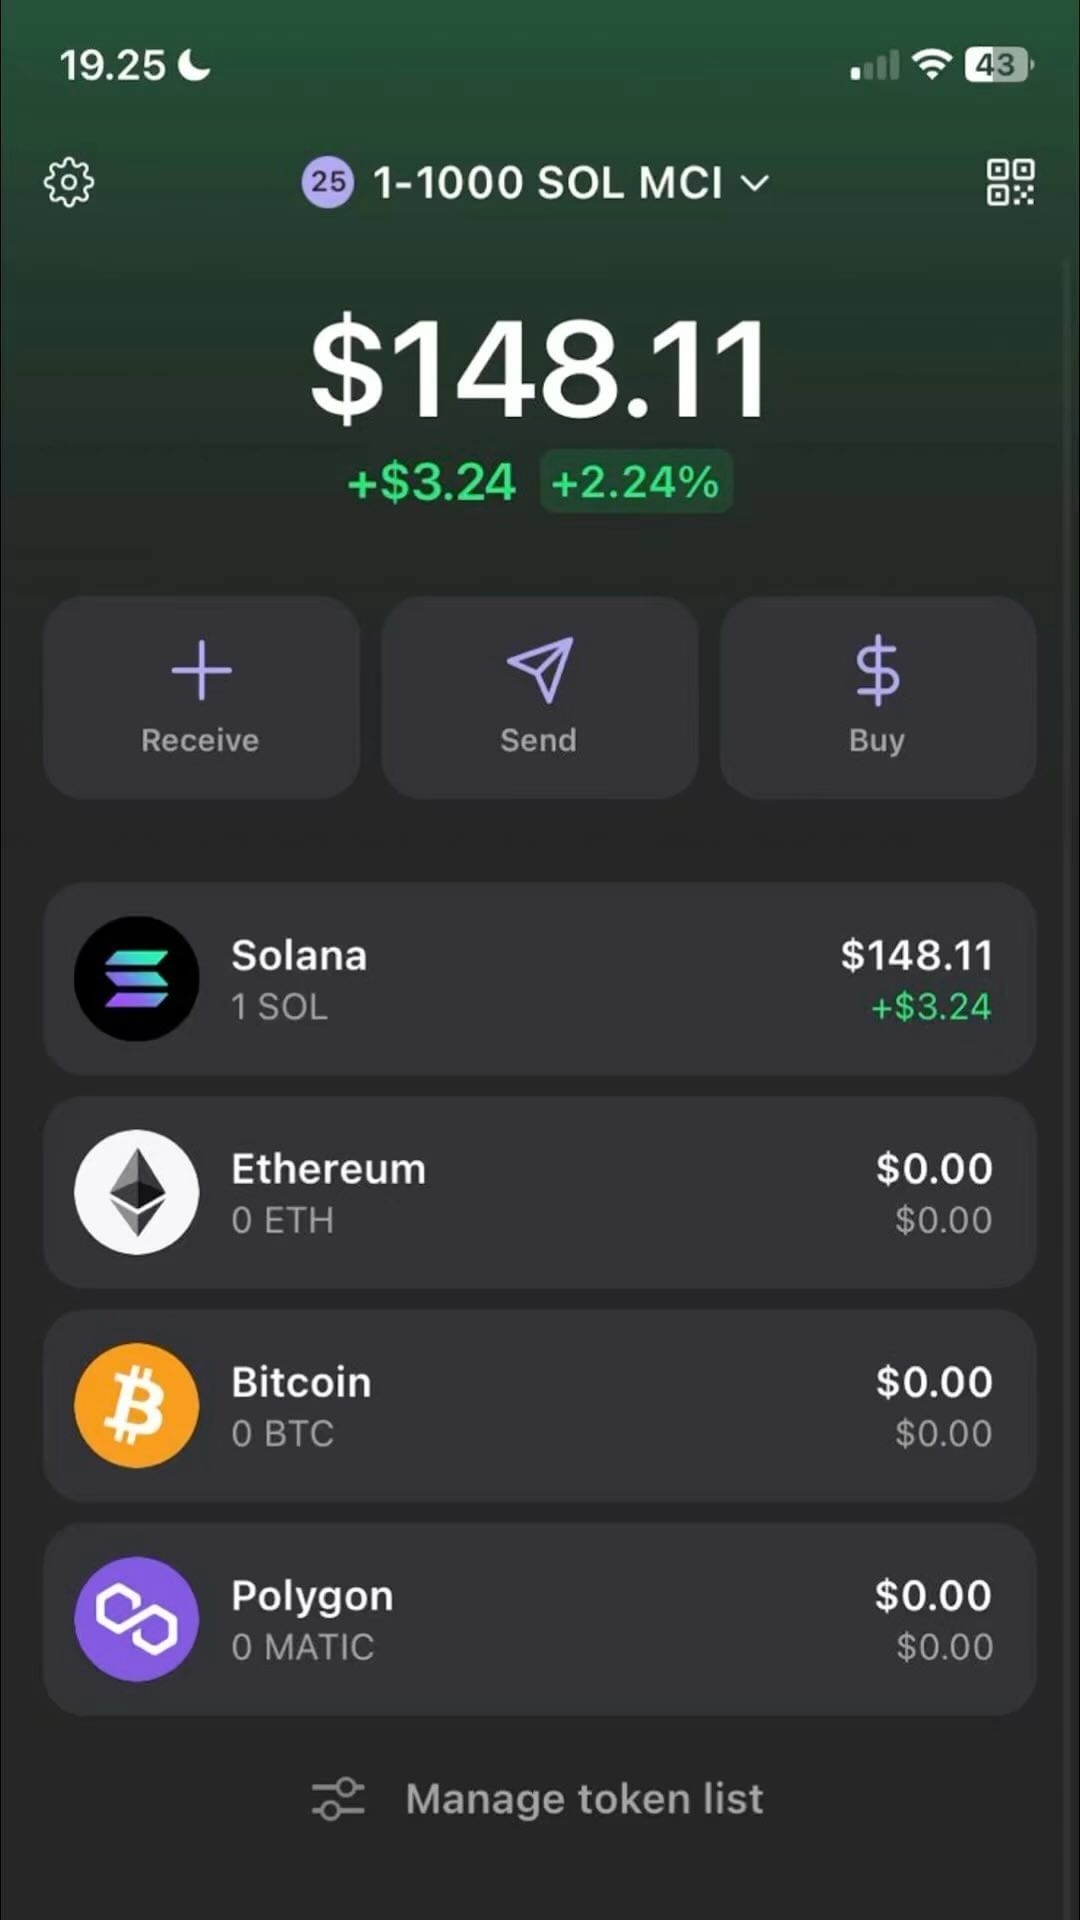 19.25
43
25 1-1000 SOL MCI
$148.11
+$3.24 +2.24%
Receive Send Buy
Solana $148.11
1 SOL +$3.24
Ethereum $0.00
0 ETH $0.00
Bitcoin $0.00
0 BTC $0.00
Polygon $0.00
0 MATIC $0.00
Manage token list